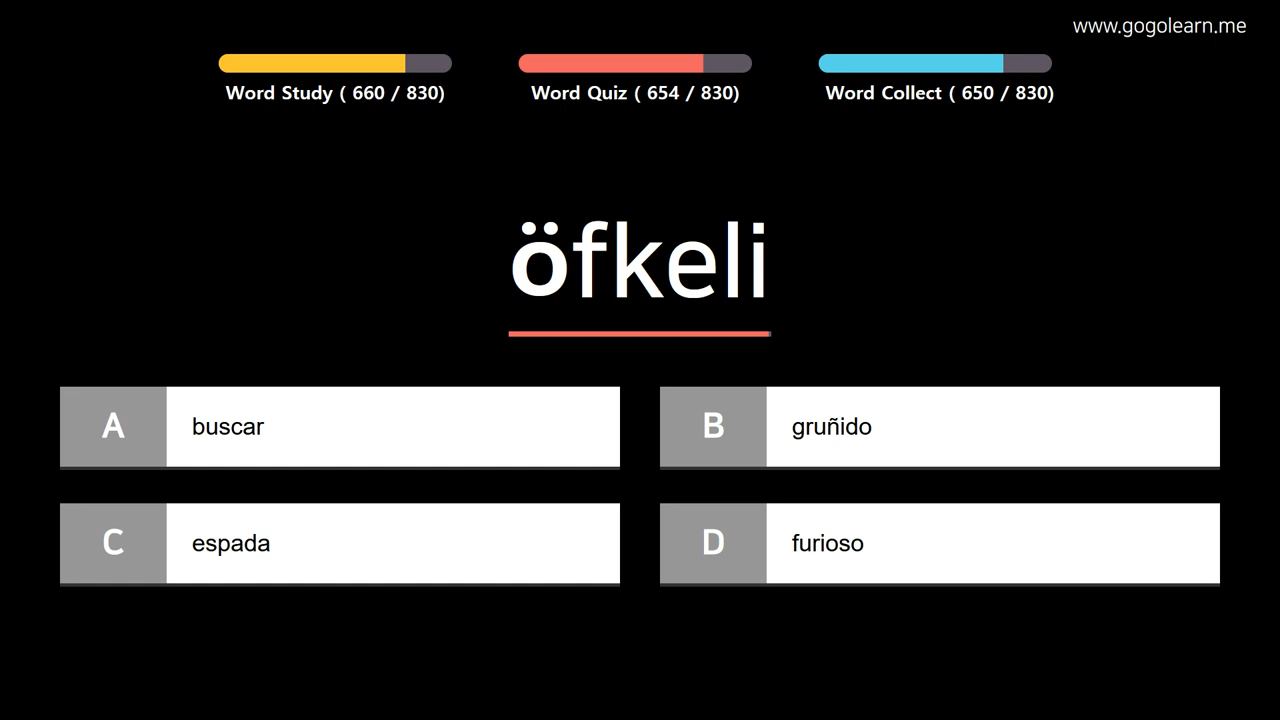 www.gogolearn.me
Word Study ( 660 / 830)
Word Quiz ( 654 / 830)
Word Collect ( 650 / 830)
öfkeli
A buscar
B gruñido
C espada
D furioso